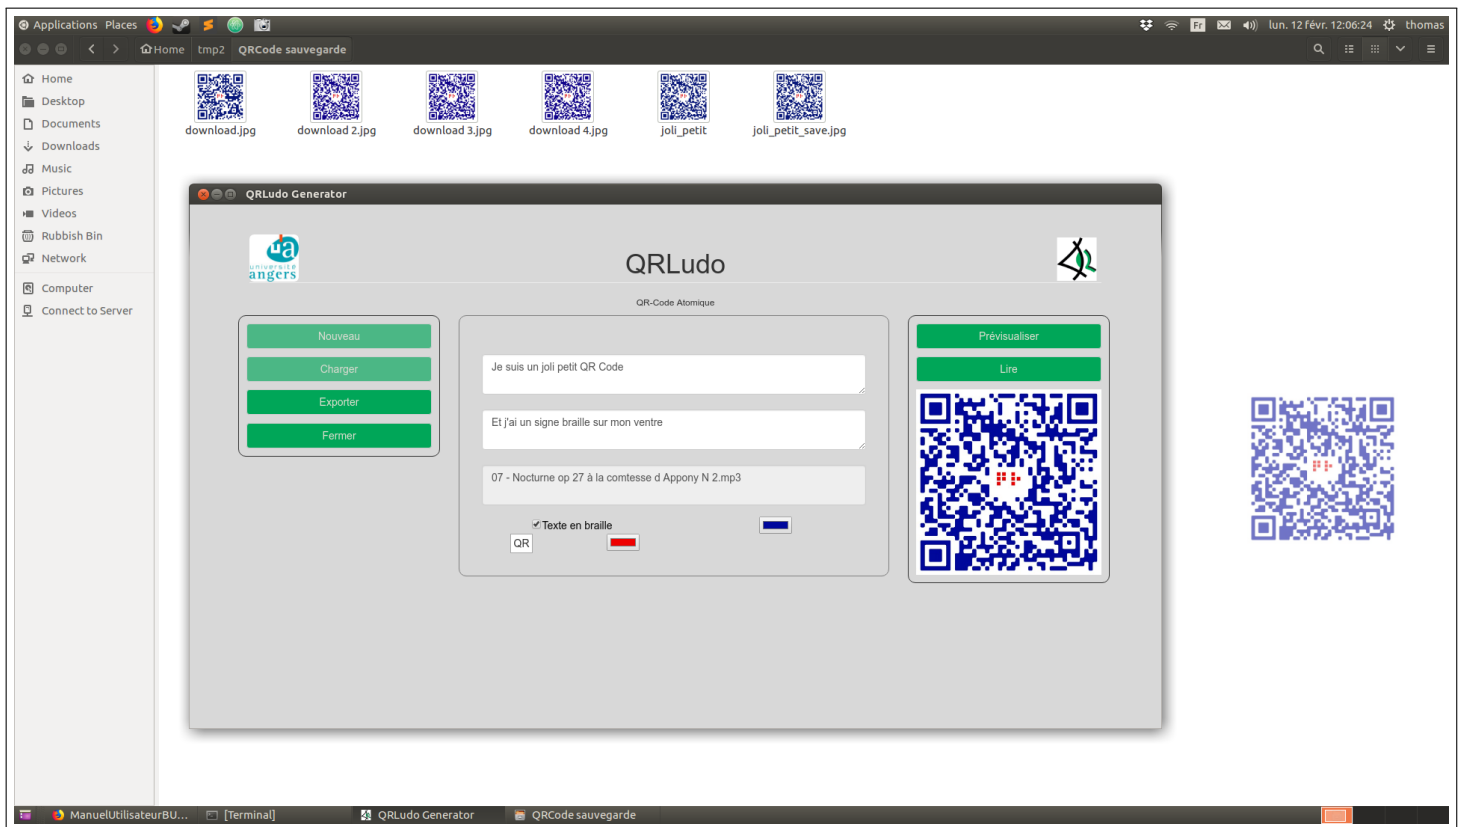 Applications Places Fr lun. 12 févr. 12:06:24 thomas
Home tmp2 QRCode sauvegarde
Home
Desktop
Documents
Downloads
Music
Pictures
Videos
Rubbish Bin
Network
Computer
Connect to Server
download.jpg download 2.jpg download 3.jpg download 4.jpg joli_petit joli_petit_save.jpg
QRLudo Generator
ua
université
angers
QRLudo
QR-Code Atomique
Nouveau
Charger
Exporter
Fermer
Je suis un joli petit QR Code
Et j'ai un signe braille sur mon ventre
07 - Nocturne op 27 à la comtesse d Appony N 2.mp3
Texte en braille
QR
Prévisualiser
Lire
ManuelUtilisateurBU... [Terminal] QRLudo Generator QRCode sauvegarde